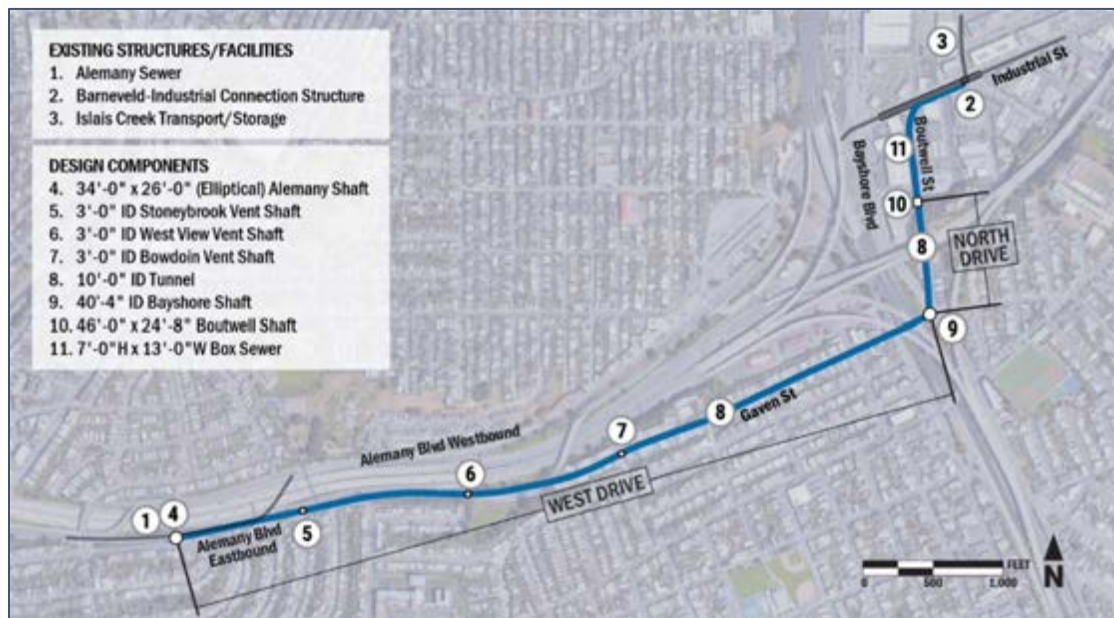 EXISTING STRUCTURES/FACILITIES
1. Alemany Sewer
2. Barneveld-Industrial Connection Structure
3. Islais Creek Transport/Storage
DESIGN COMPONENTS
4. 34'-0" x 26'-0" (Elliptical) Alemany Shaft
5. 3'-0" ID Stoneybrook Vent Shaft
6. 3'-0" ID West View Vent Shaft
7. 3'-0" ID Bowdoin Vent Shaft
8. 10'-0" ID Tunnel
9. 40'-4" ID Bayshore Shaft
10. 46'-0" x 24'-8" Boutwell Shaft
11. 7'-0"H x 13'-0"W Box Sewer
3
Industrial St
2
11
Boutwell St
Bayshore Blvd
10
8
NORTH
DRIVE
9
8
Gaven St
7
Alemany Blvd Westbound
6
WEST DRIVE
5
1
4
Alemany Blvd
Eastbound
FEET
0
500
1,000
N